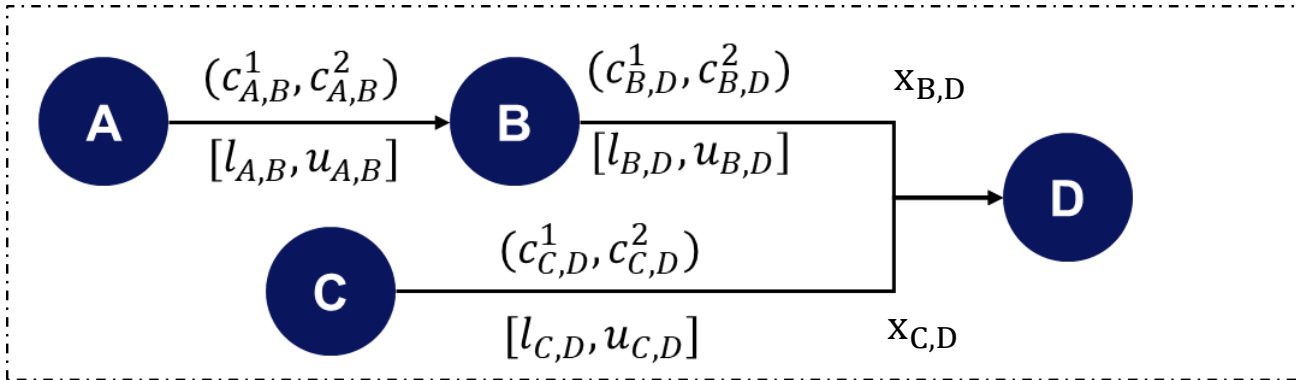 (c¹_{A,B}, c²_{A,B})
(c¹_{B,D}, c²_{B,D})
x_{B,D}
A
B
[l_{A,B}, u_{A,B}]
[l_{B,D}, u_{B,D}]
D
(c¹_{C,D}, c²_{C,D})
C
[l_{C,D}, u_{C,D}]
x_{C,D}